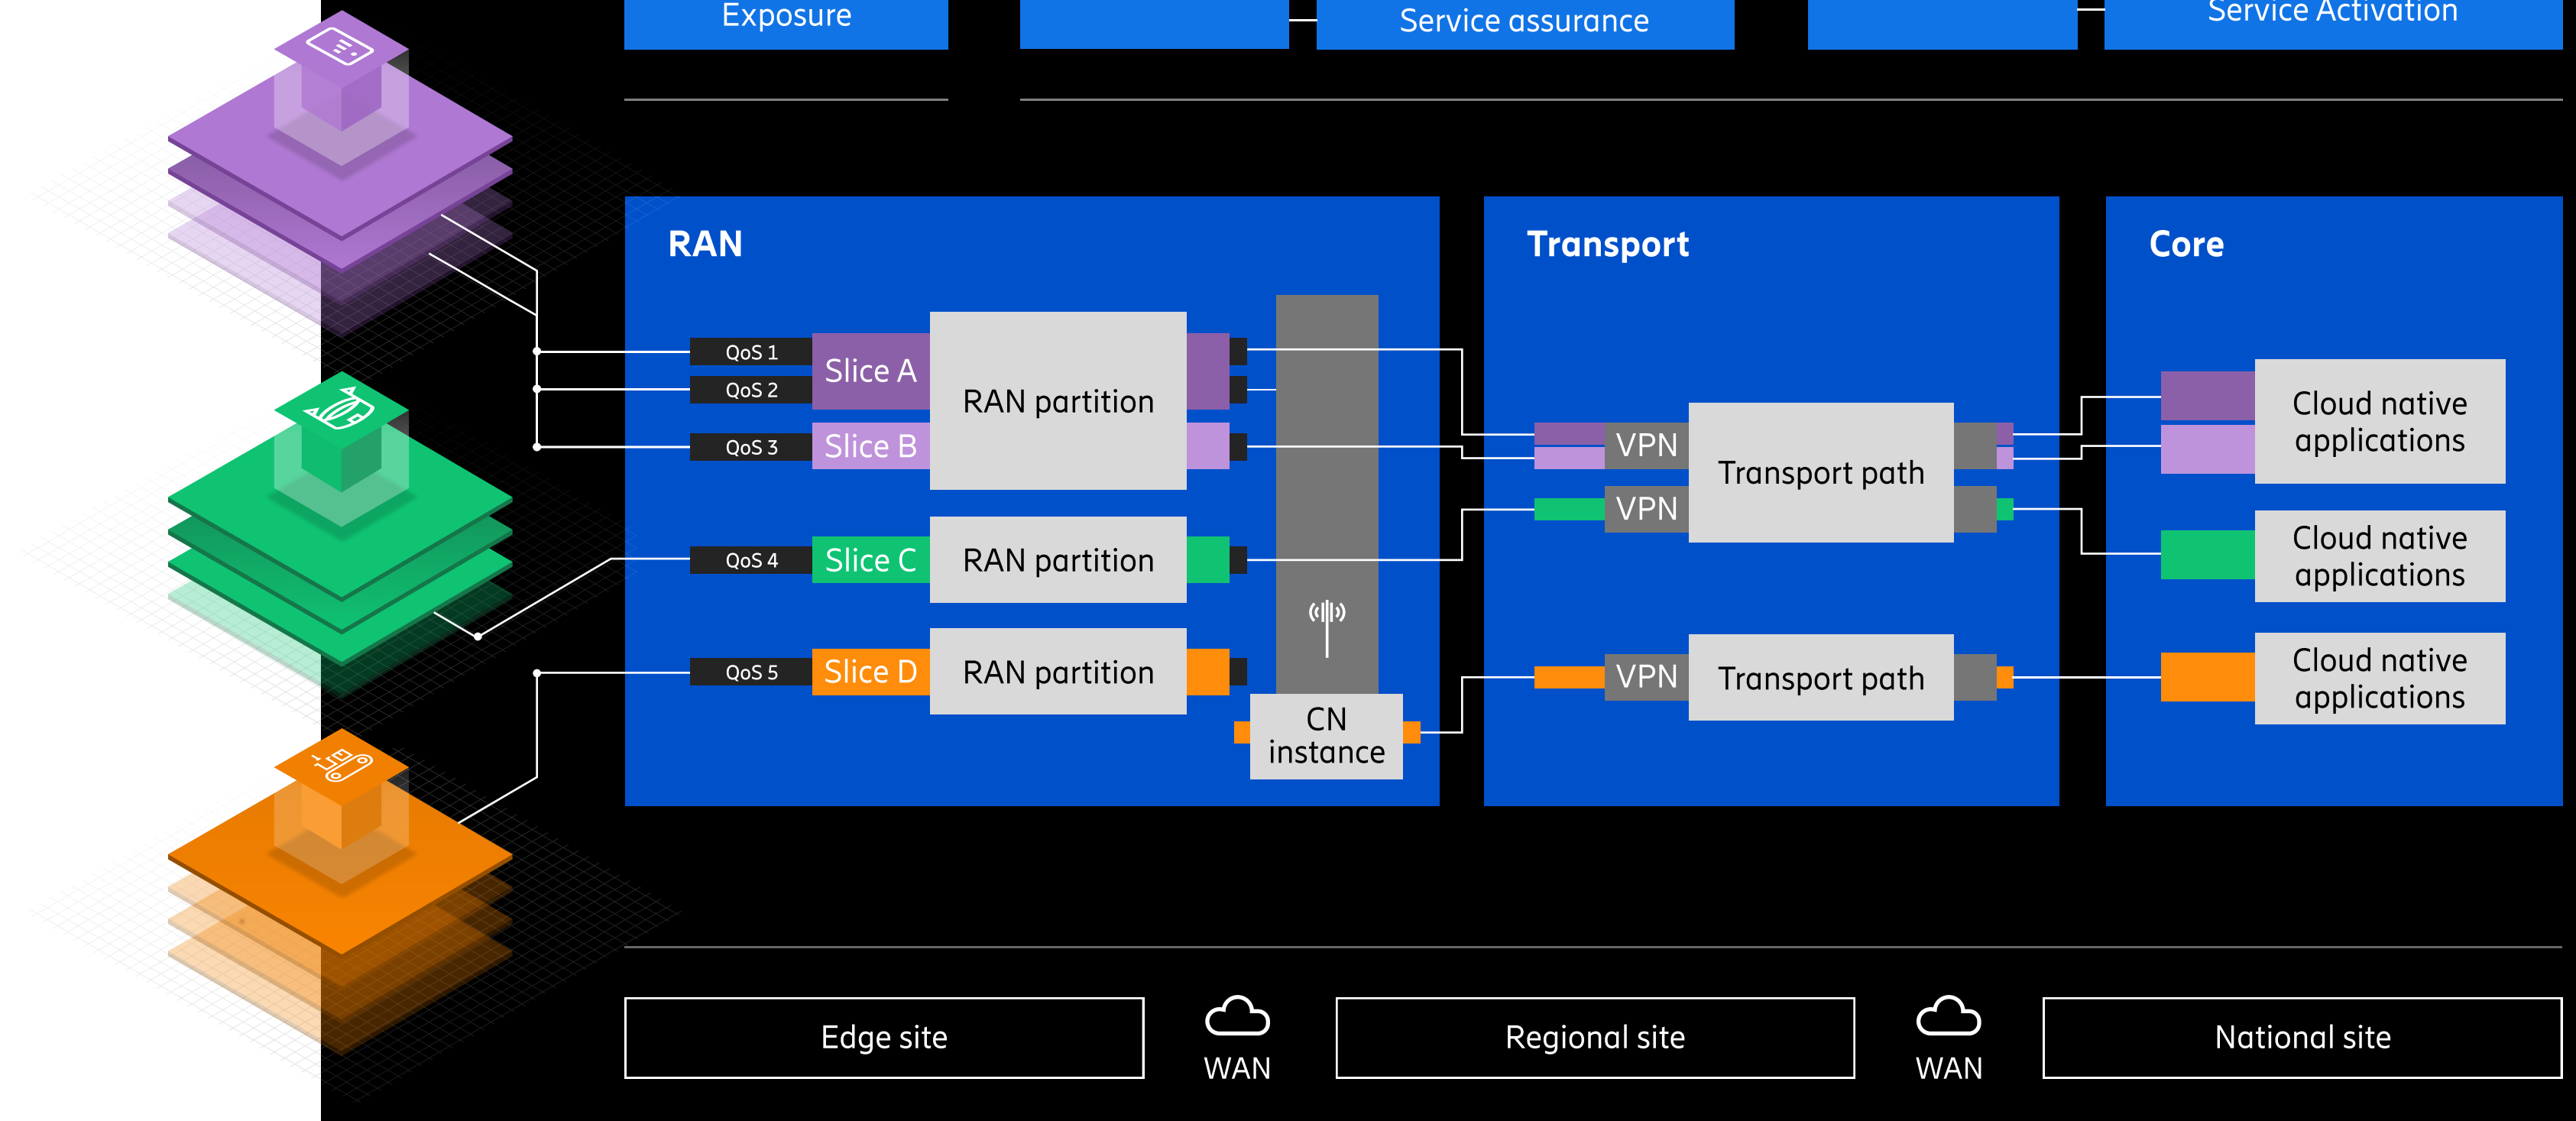 Exposure
Service assurance
Service Activation
RAN
Transport
Core
QoS 1
QoS 2
QoS 3
QoS 4
QoS 5
Slice A
Slice B
Slice C
Slice D
RAN partition
RAN partition
RAN partition
CN
instance
VPN
VPN
VPN
Transport path
Transport path
Cloud native
applications
Cloud native
applications
Cloud native
applications
Edge site
WAN
Regional site
WAN
National site